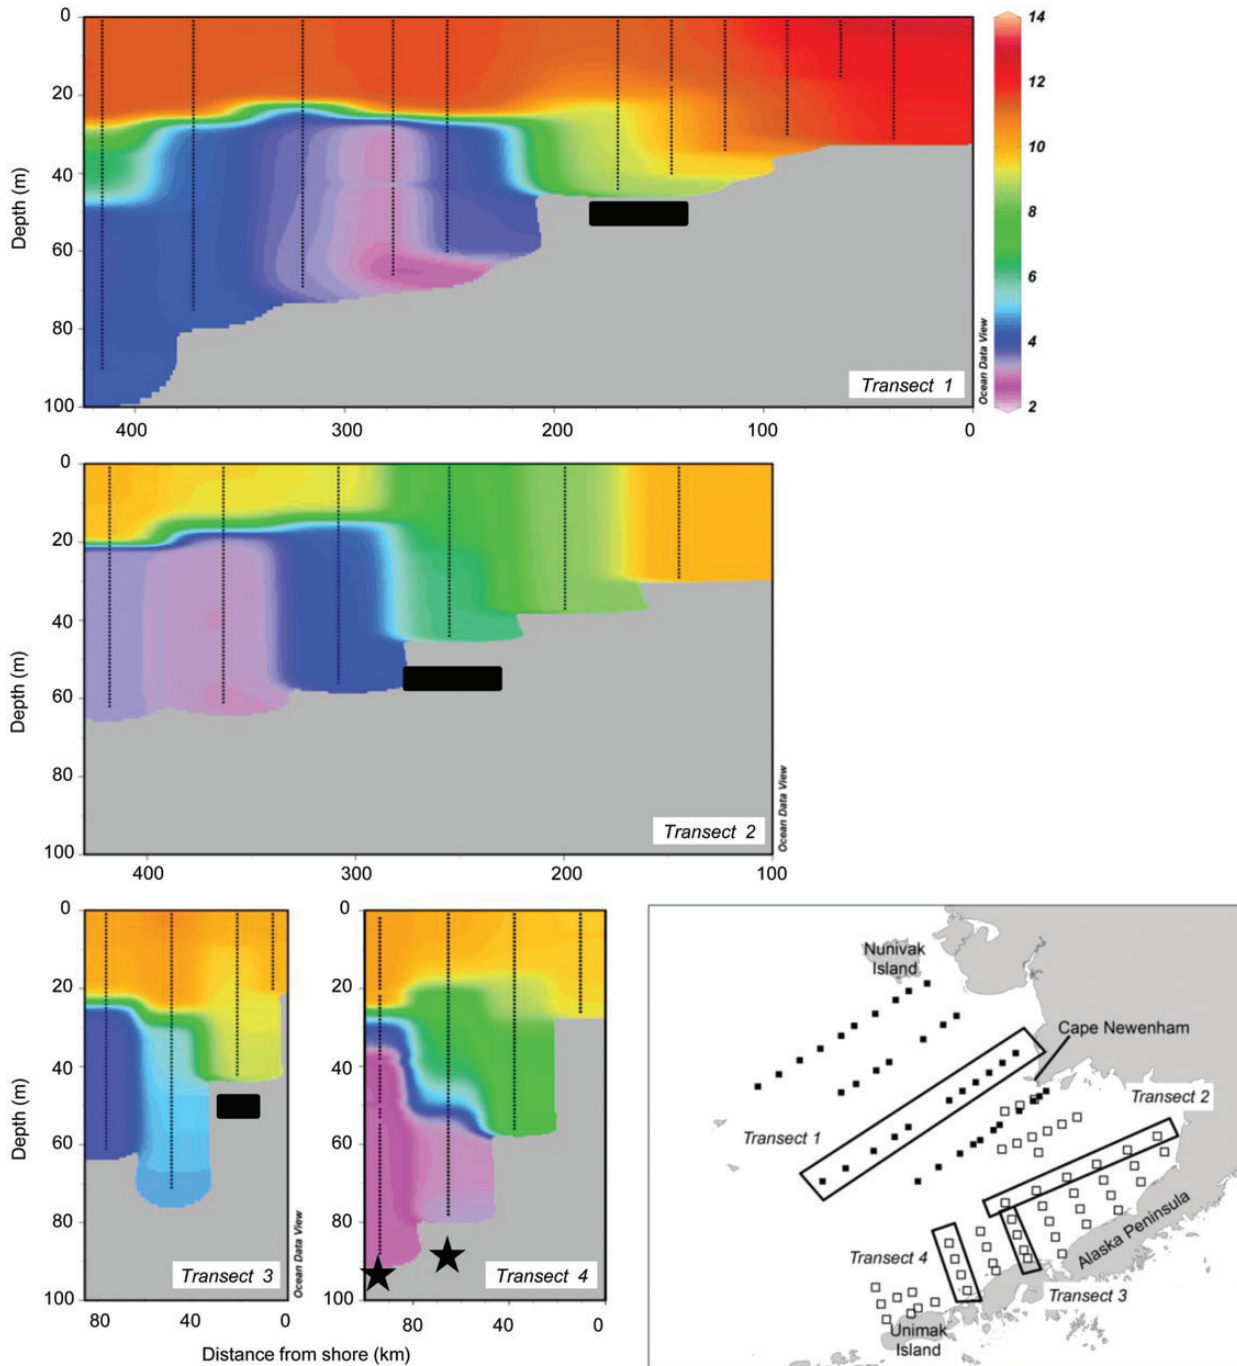 0
20
40
60
80
100
Depth (m)
400
300
200
100
0
Transect 1
Ocean Data View
14
12
10
8
6
4
2
0
20
40
60
80
100
Depth (m)
400
300
200
100
Transect 2
Ocean Data View
0
20
40
60
80
100
Depth (m)
80
60
40
20
0
Transect 3
Ocean Data View
0
20
40
60
80
100
80
60
40
20
0
Transect 4
Distance from shore (km)
Nunivak
Island
Cape Newenham
Transect 2
Transect 1
Alaska Peninsula
Transect 4
Transect 3
Unimak
Island